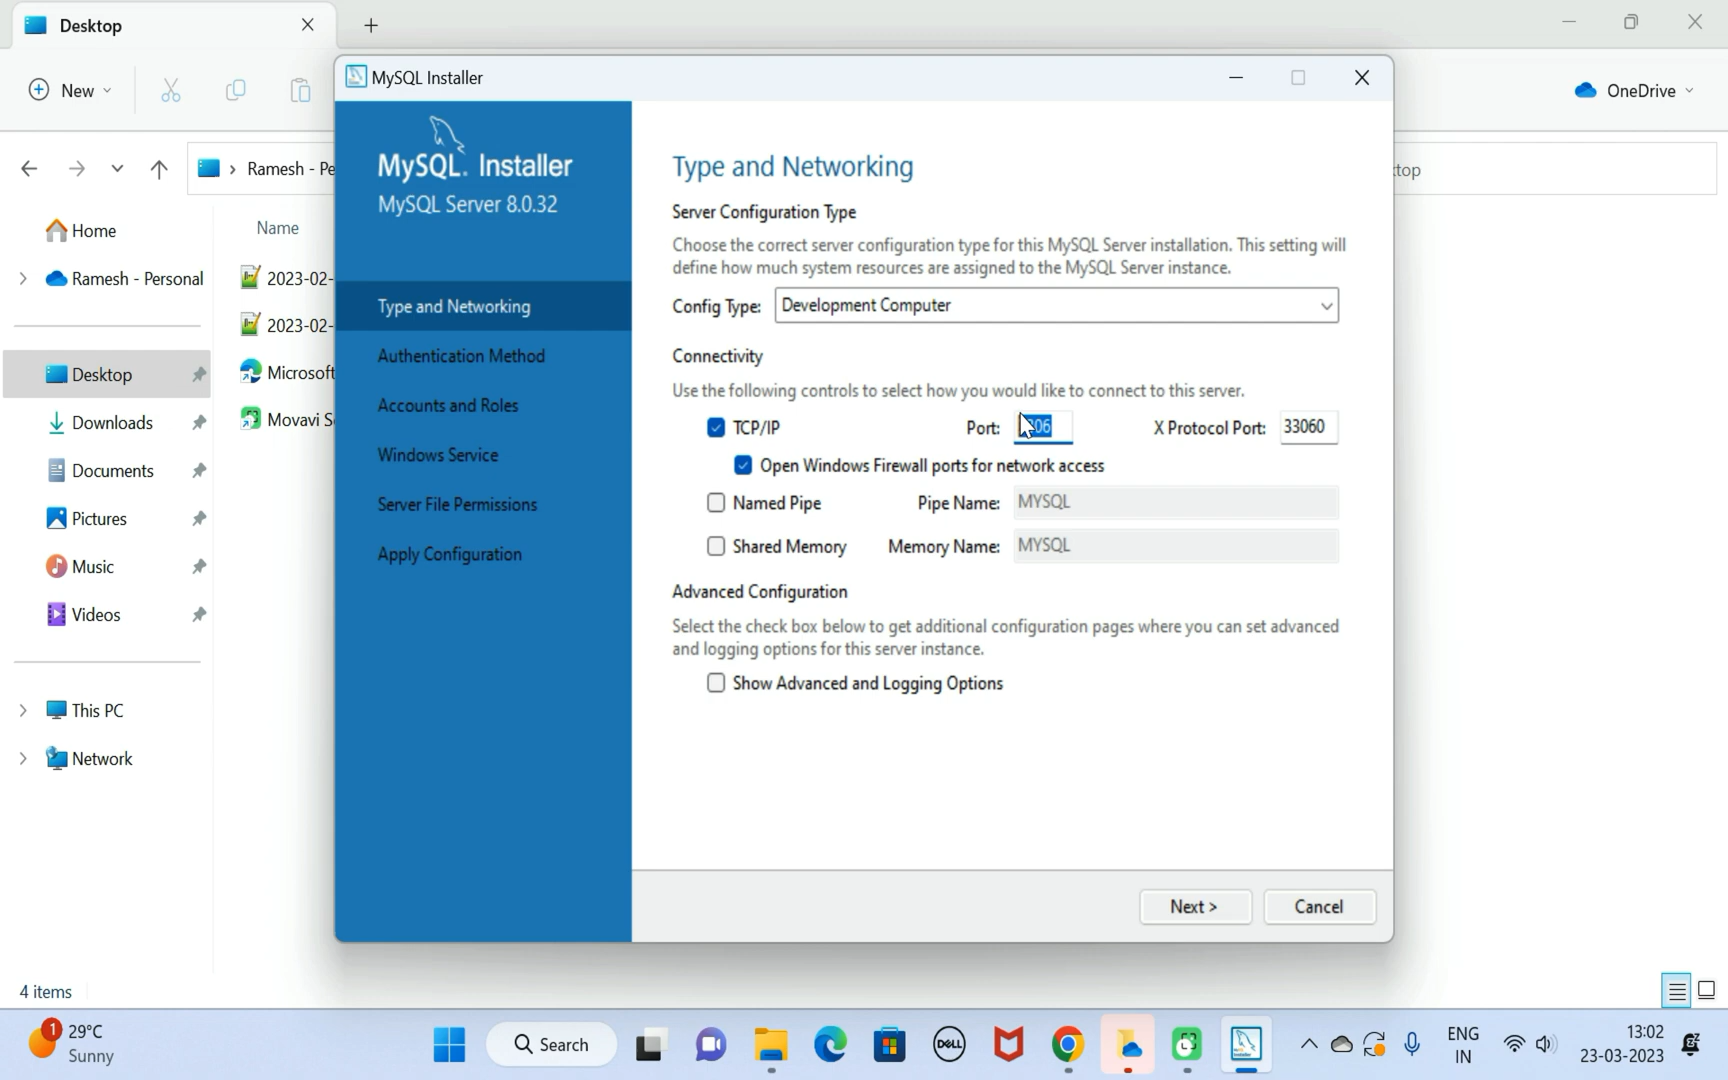 Desktop
New
OneDrive
Ramesh - Pe
top
Home
Ramesh - Personal
Desktop
Downloads
Documents
Pictures
Music
Videos
This PC
Network
Name
2023-02-
2023-02-
Microsoft
Movavi S
4 items
MySQL Installer
MySQL. Installer
MySQL Server 8.0.32
Type and Networking
Authentication Method
Accounts and Roles
Windows Service
Server File Permissions
Apply Configuration
Type and Networking
Server Configuration Type
Choose the correct server configuration type for this MySQL Server installation. This setting will
define how much system resources are assigned to the MySQL Server instance.
Config Type: Development Computer
Connectivity
Use the following controls to select how you would like to connect to this server.
TCP/IP Port: 06 X Protocol Port: 33060
Open Windows Firewall ports for network access
Named Pipe Pipe Name: MYSQL
Shared Memory Memory Name: MYSQL
Advanced Configuration
Select the check box below to get additional configuration pages where you can set advanced
and logging options for this server instance.
Show Advanced and Logging Options
Next > Cancel
1
29°C
Sunny
Search
DELL
ENG
IN
13:02
23-03-2023